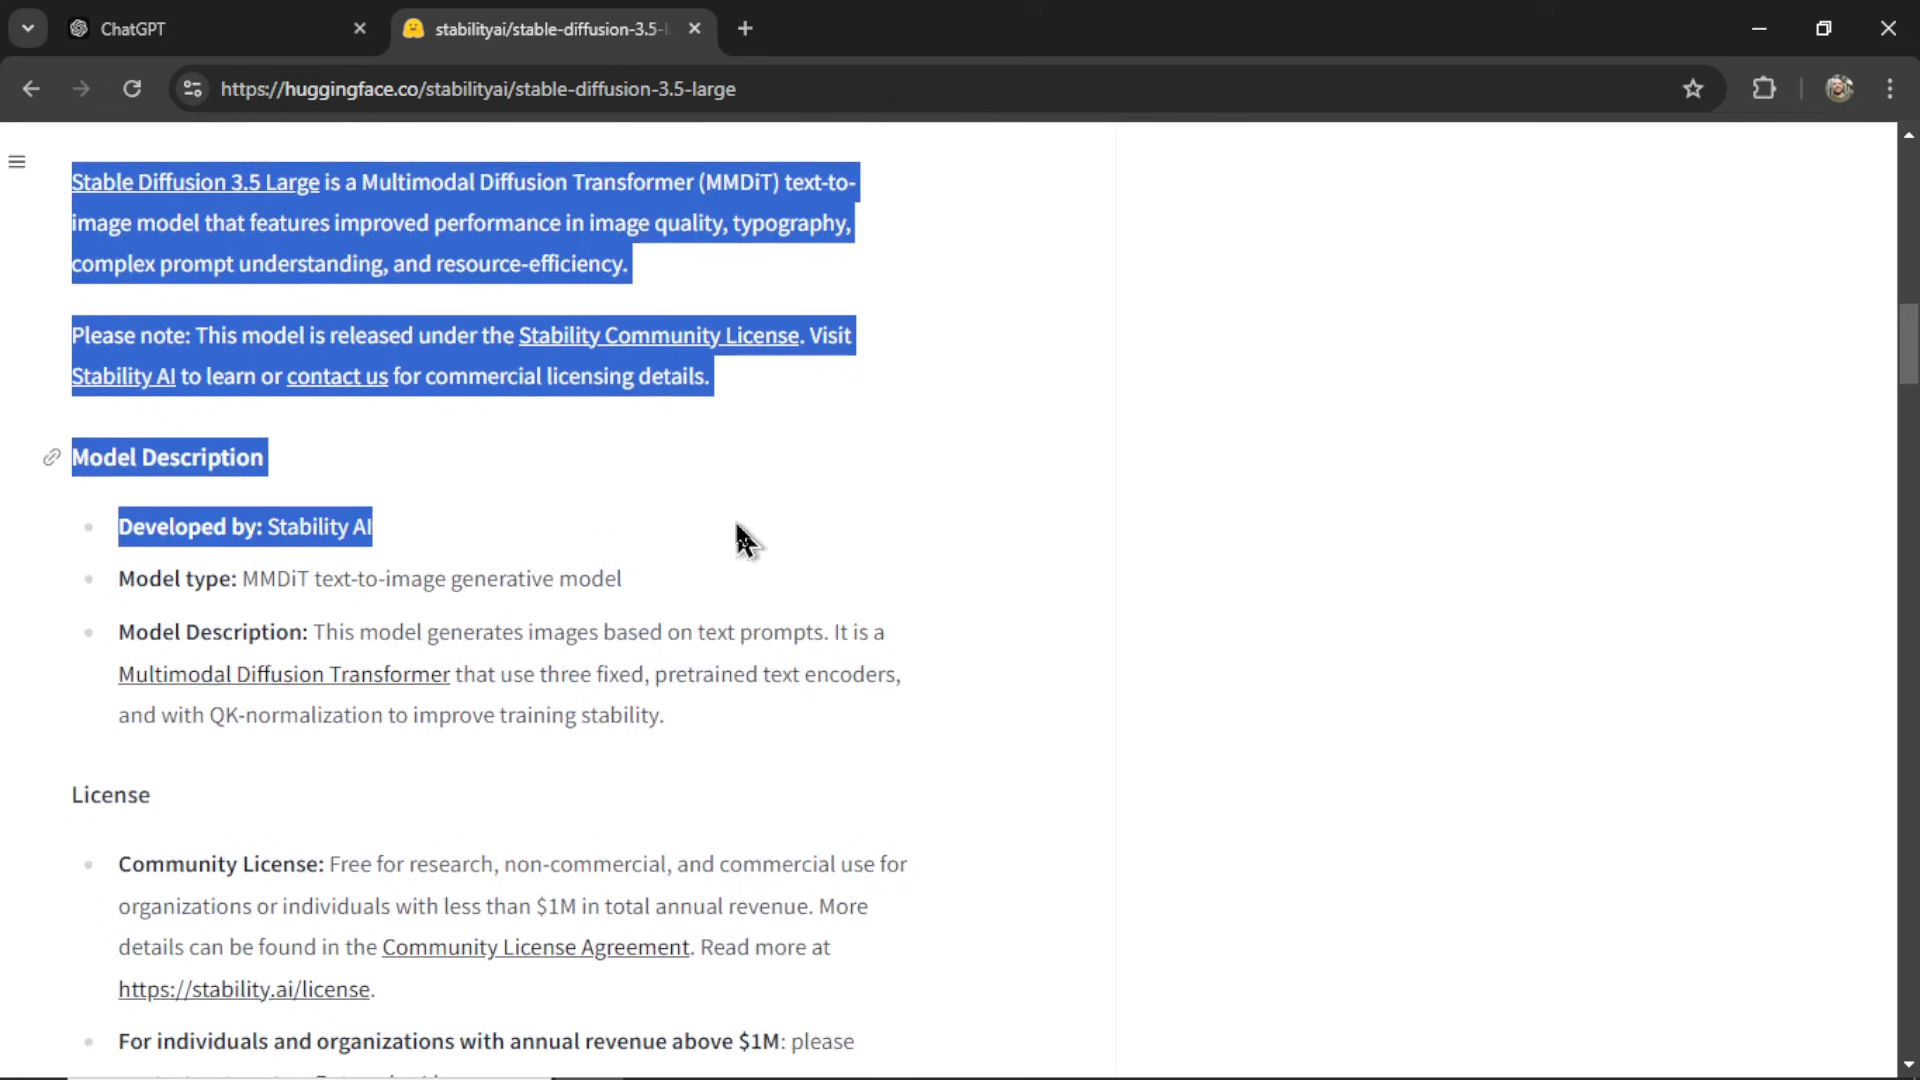 ChatGPT
stabilityai/stable-diffusion-3.5-l
https://huggingface.co/stabilityai/stable-diffusion-3.5-large
Stable Diffusion 3.5 Large is a Multimodal Diffusion Transformer (MMDiT) text-to-
image model that features improved performance in image quality, typography,
complex prompt understanding, and resource-efficiency.
Please note: This model is released under the Stability Community License. Visit
Stability AI to learn or contact us for commercial licensing details.
Model Description
Developed by: Stability AI
Model type: MMDiT text-to-image generative model
Model Description: This model generates images based on text prompts. It is a
Multimodal Diffusion Transformer that use three fixed, pretrained text encoders,
and with QK-normalization to improve training stability.
License
Community License: Free for research, non-commercial, and commercial use for
organizations or individuals with less than $1M in total annual revenue. More
details can be found in the Community License Agreement. Read more at
https://stability.ai/license.
For individuals and organizations with annual revenue above $1M: please